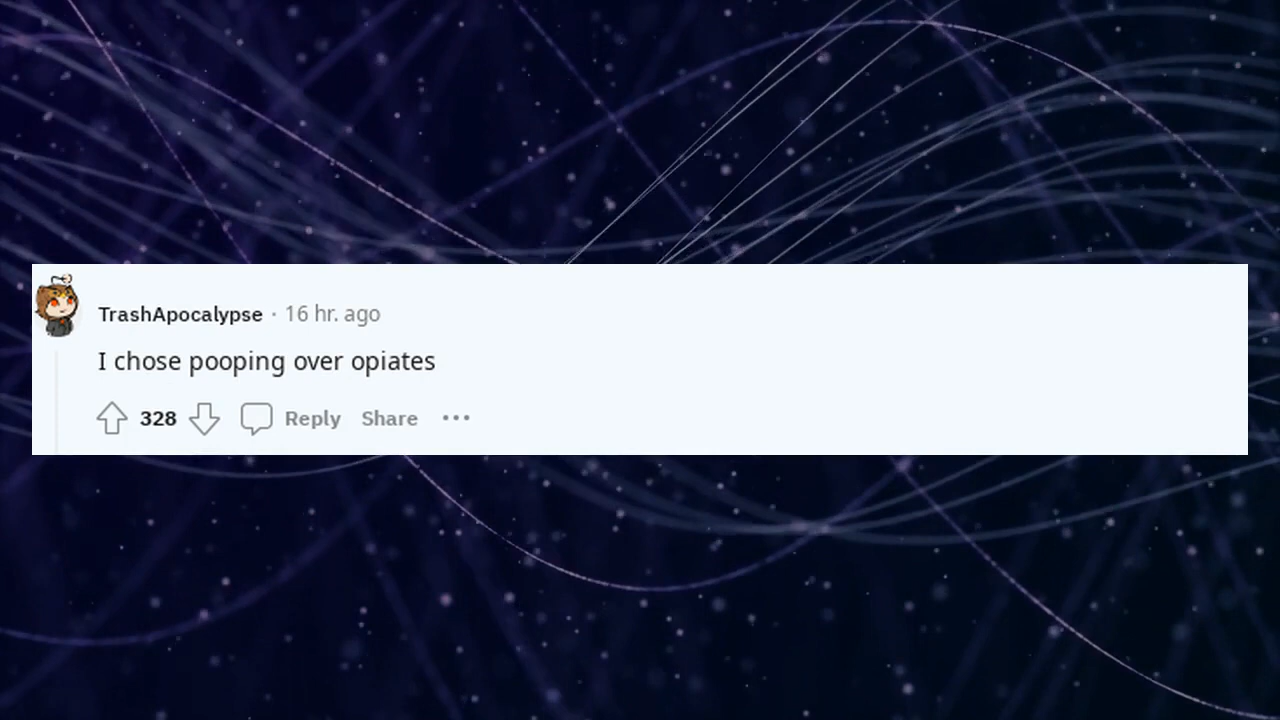 TrashApocalypse · 16 hr. ago
I chose pooping over opiates
328 Reply Share ...